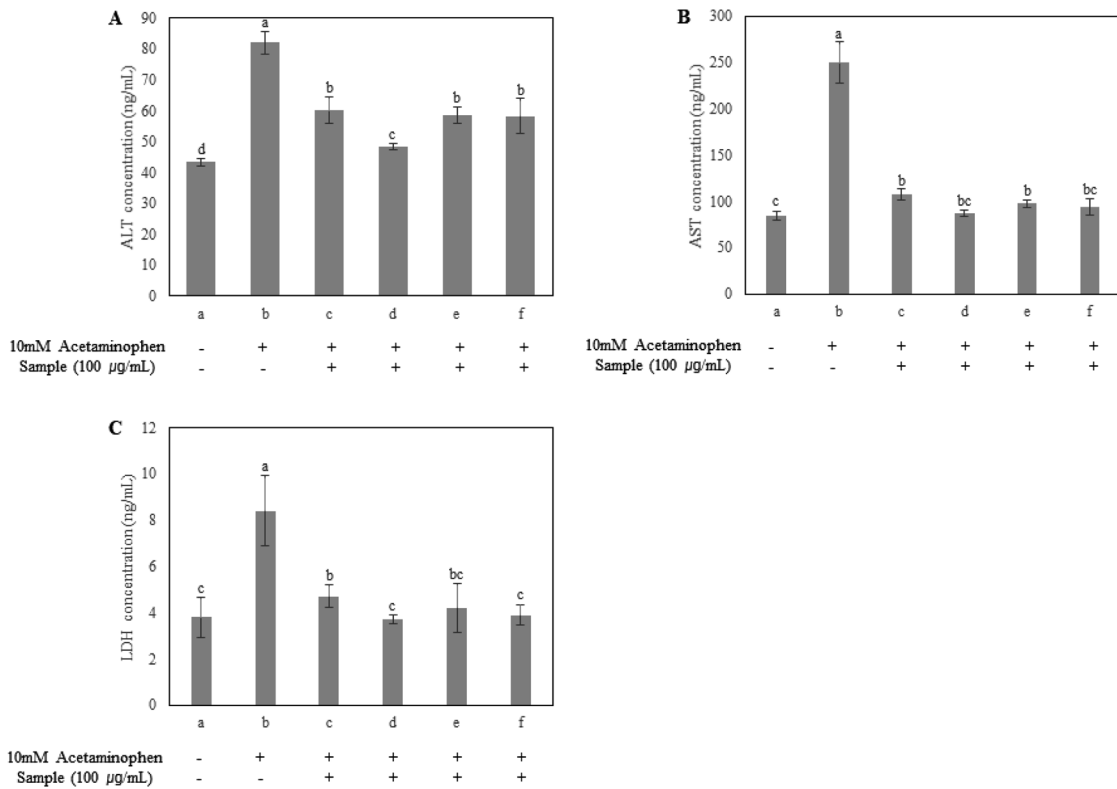 A
ALT concentration (ng/mL)
90
80
70
60
50
40
30
20
10
0
d
a
b
c
b
b
a b c d e f
10mM Acetaminophen - + + + + +
Sample (100 μg/mL) - - + + + +
B
AST concentration (ng/mL)
300
250
200
150
100
50
0
c
a
b
bc
b
bc
a b c d e f
10mM Acetaminophen - + + + + +
Sample (100 μg/mL) - - + + + +
C
LDH concentration (ng/mL)
12
10
8
6
4
2
0
c
a
b
c
bc
c
a b c d e f
10mM Acetaminophen - + + + + +
Sample (100 μg/mL) - - + + + +